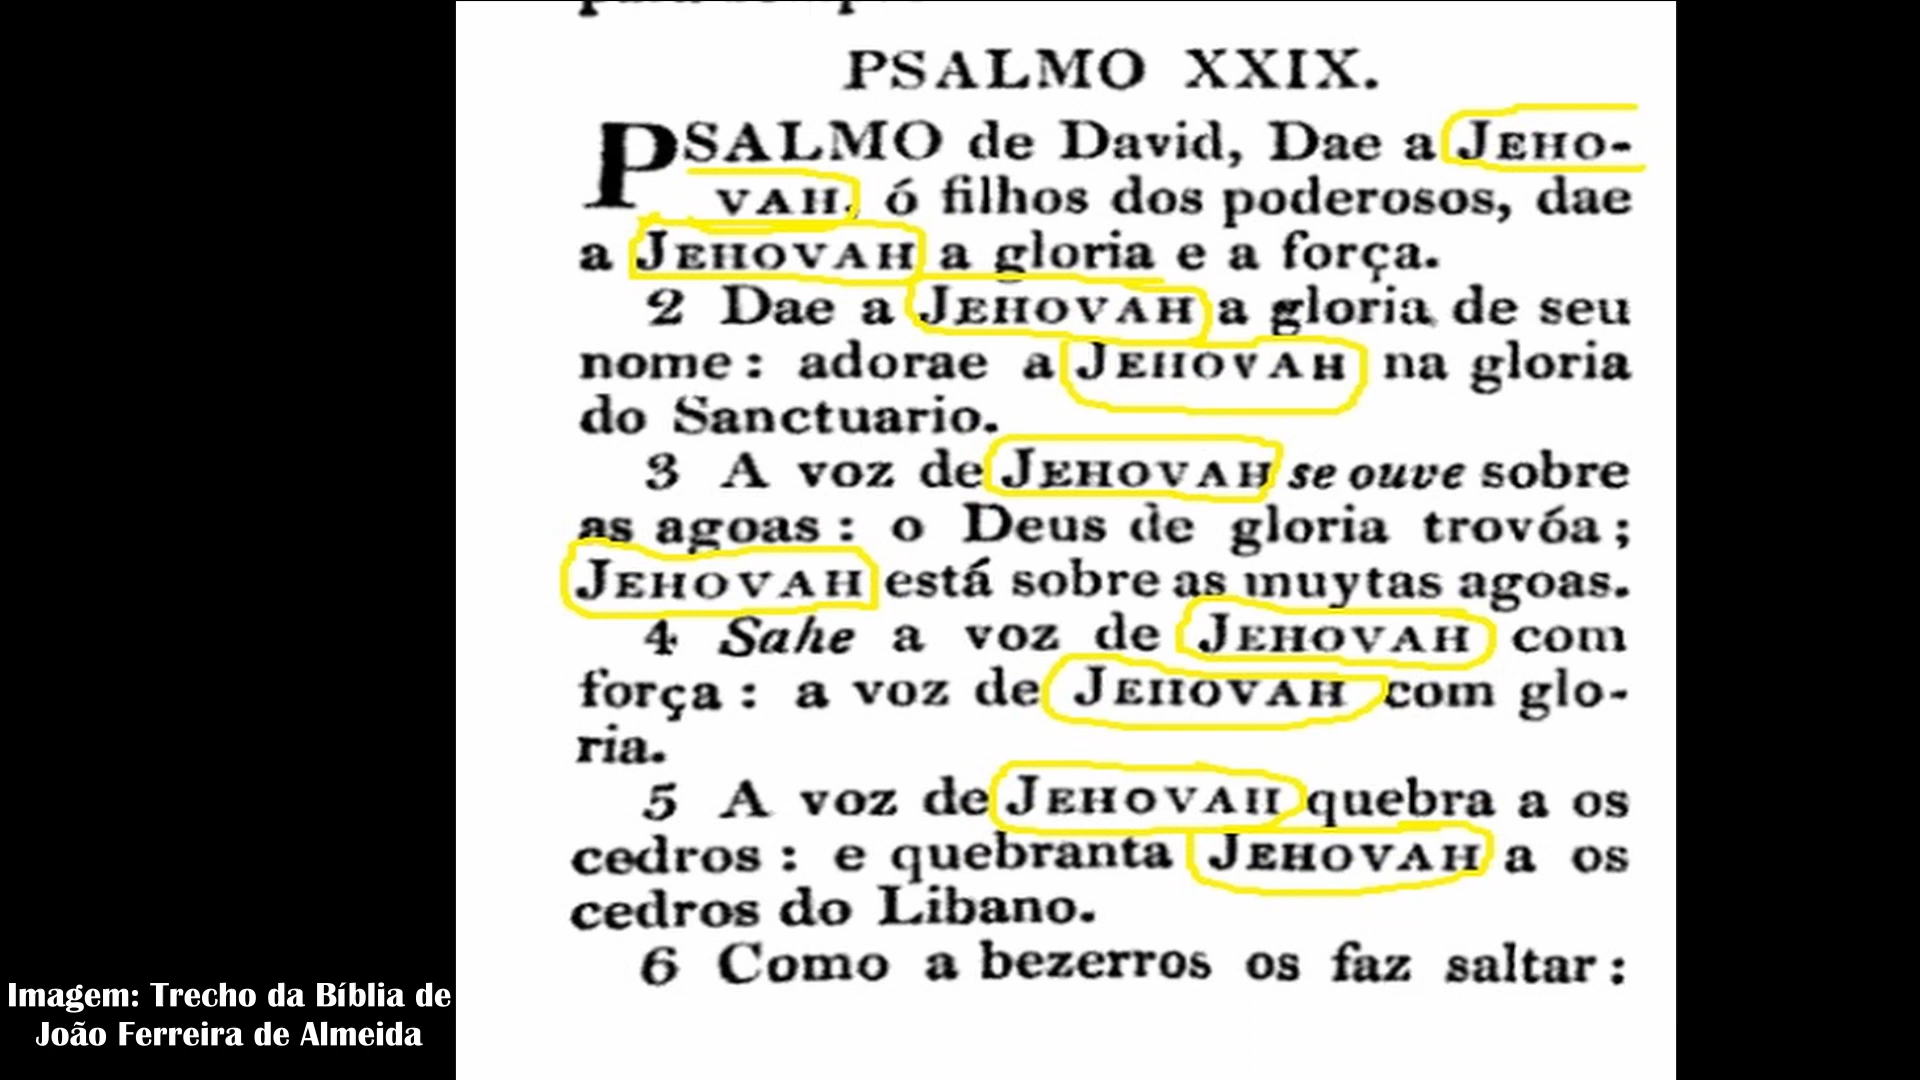 PSALMO XXIX.
PSALMO de David, Dae a JEHO-
VAH, ó filhos dos poderosos, dae
a JEHOVAH a gloria e a força.
2 Dae a JEHOVAH a gloria de seu
nome: adorae a JEHOVAH na gloria
do Sanctuario.
3 A voz de JEHOVAH se ouve sobre
as agoas: o Deus de gloria trovóa;
JEHOVAH está sobre as muytas agoas.
4 Sahe a voz de JEHOVAH com
força: a voz de JEHOVAH com glo-
ria.
5 A voz de JEHOVAH quebra a os
cedros: e quebranta JEHOVAH a os
cedros do Libano.
6 Como a bezerros os faz saltar:
Imagem: Trecho da Bíblia de
João Ferreira de Almeida